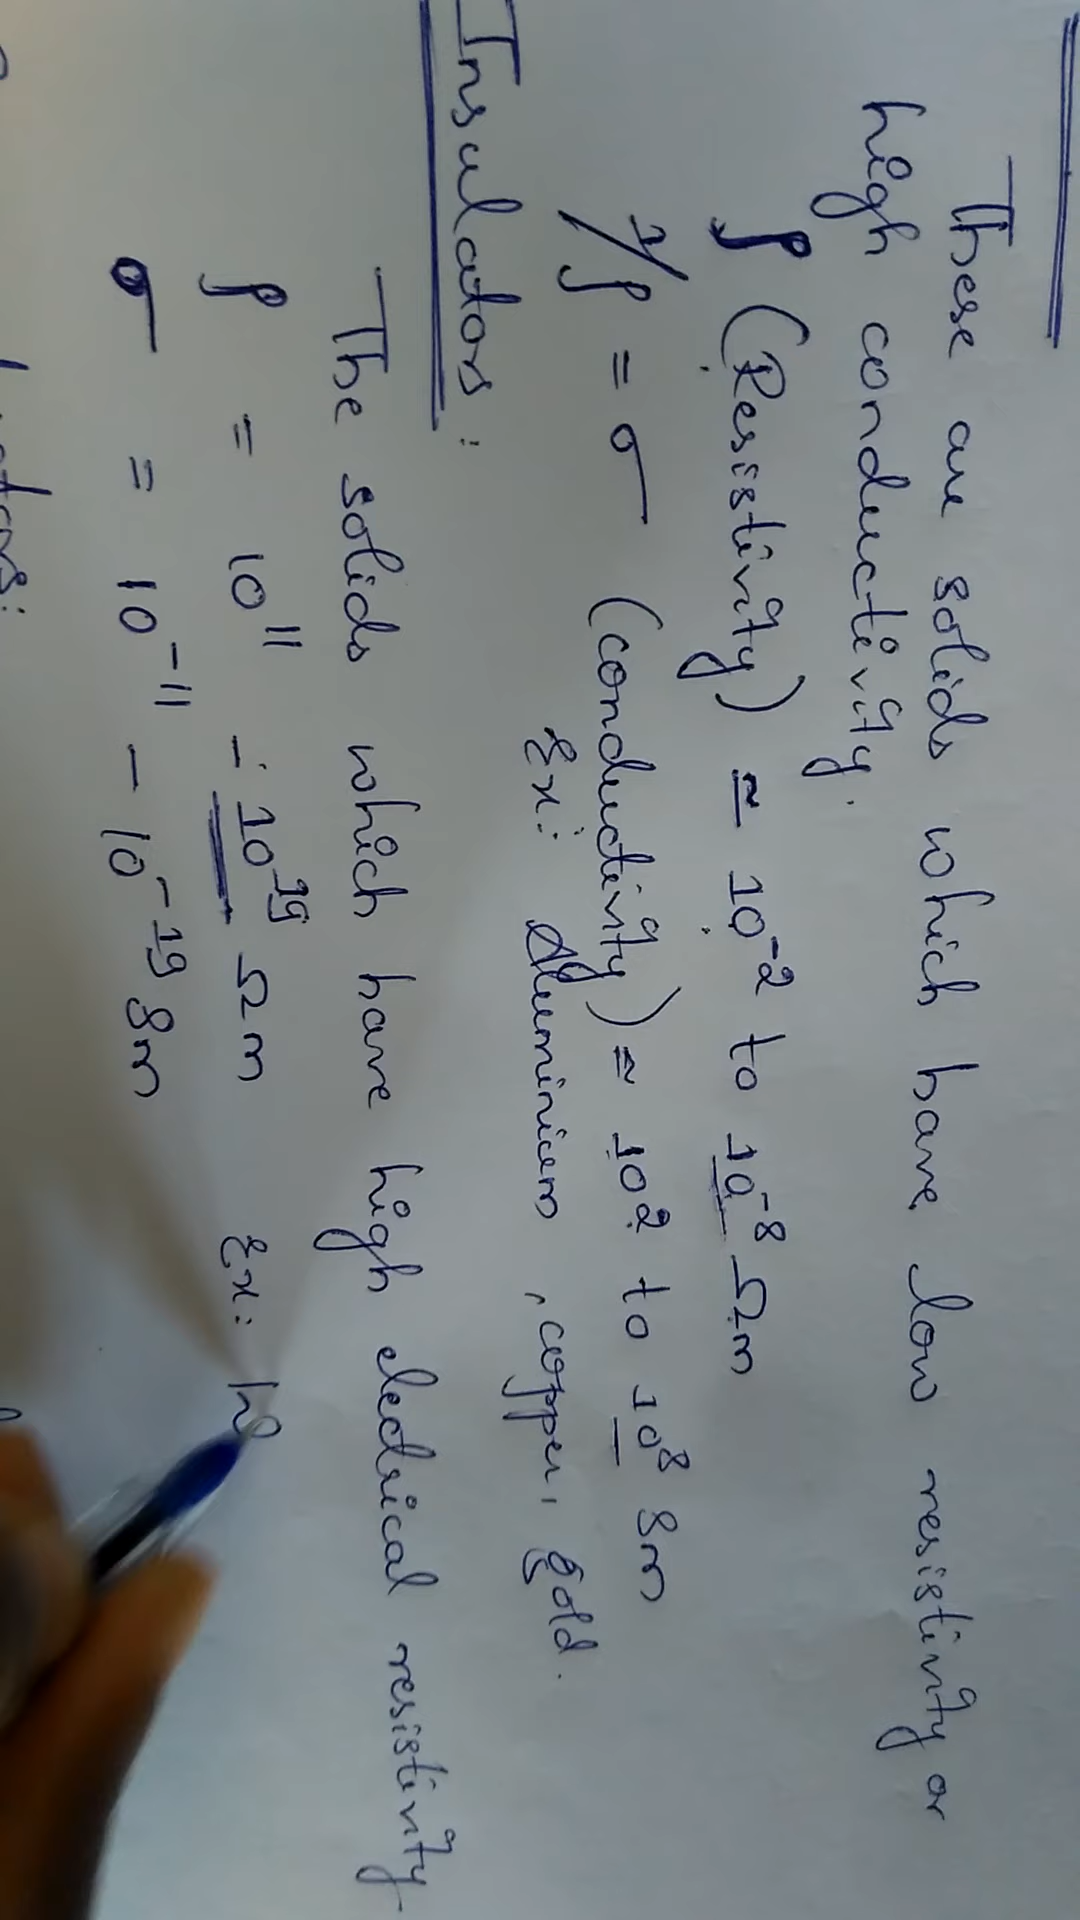 These are solids which have low resistivity or
high conductivity.
ρ (Resistivity) ≃ 10⁻² to 10⁻⁸ Ωm
1/ρ = σ (conductivity) ≃ 10² to 10⁸ Sm
Ex: Aluminium, copper, gold.
Insulators:
The solids which have high electrical resistivity
ρ = 10¹¹ - 10¹⁹ Ωm
σ = 10⁻¹¹ - 10⁻¹⁹ Sm Ex: